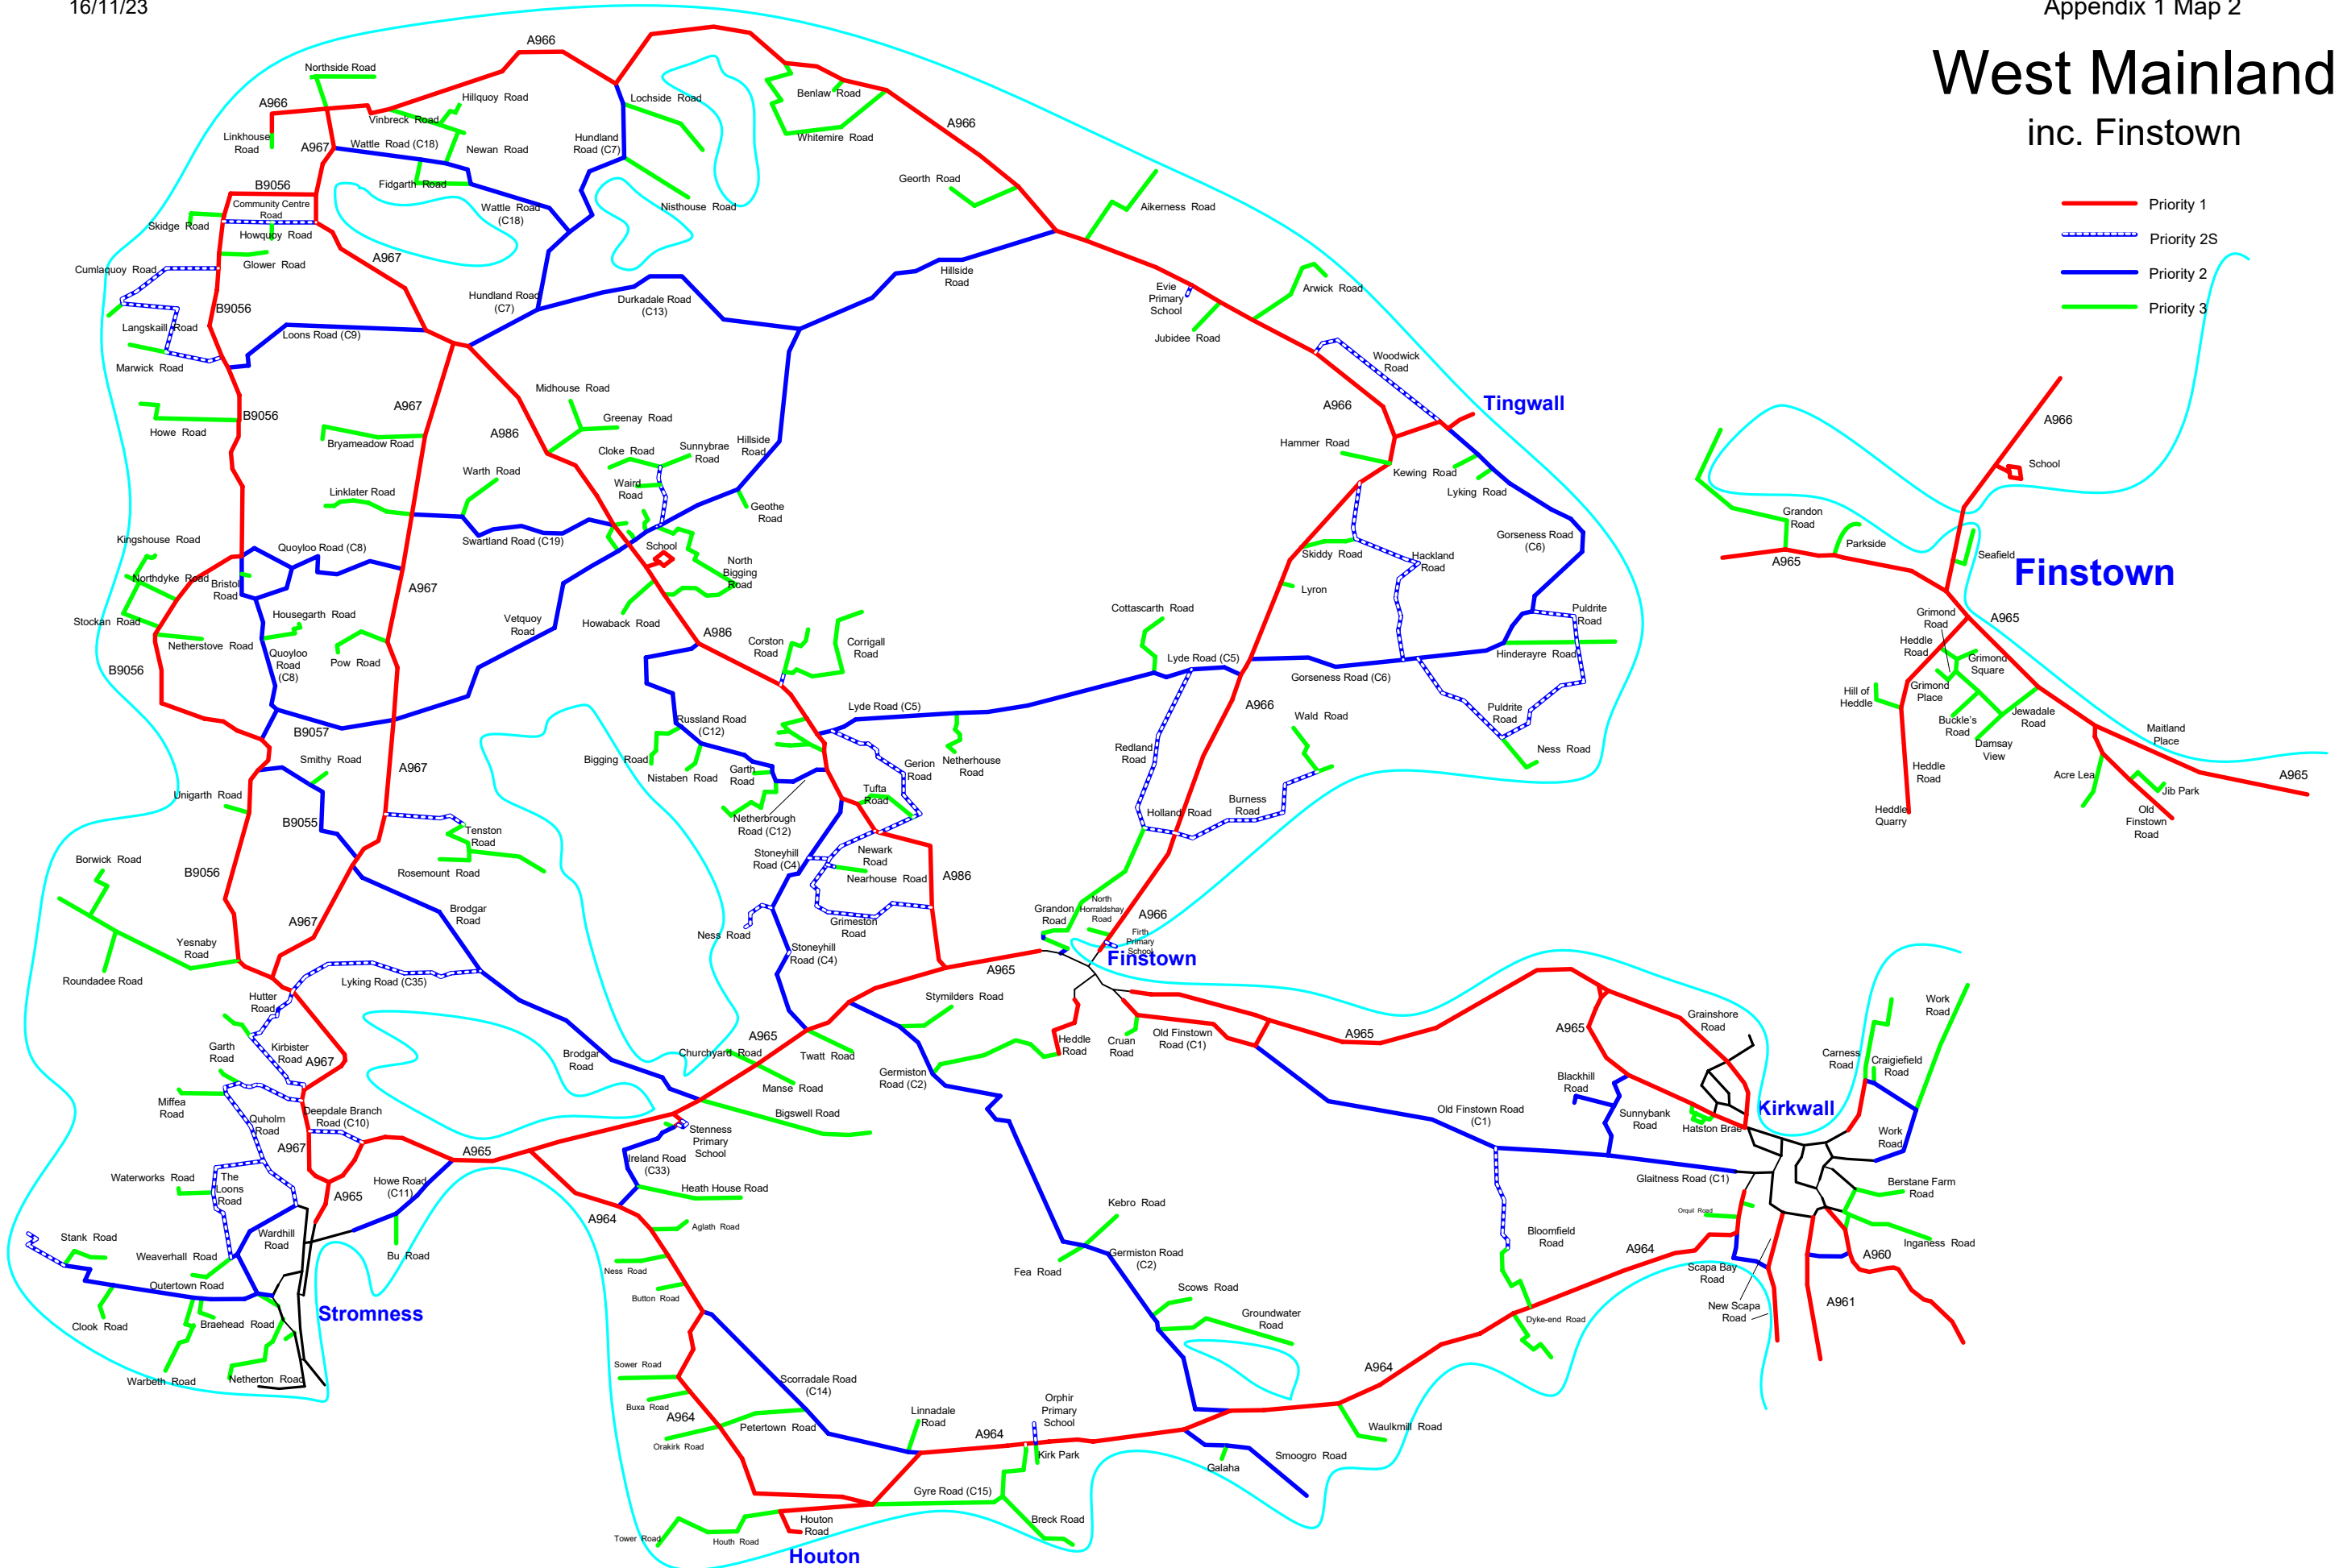 16/11/23
Appendix 1 Map 2
West Mainland
inc. Finstown
Priority 1
Priority 2S
Priority 2
Priority 3
A966
Northside Road
A966
Hillquoy Road
Vinbreck Road
Linkhouse
Road
A967
Wattle Road (C18)
Newan Road
Fidgarth Road
Wattle Road
(C18)
Hundland
Road (C7)
Lochside Road
Nisthouse Road
Benlaw Road
Whitemire Road
A966
Georth Road
Aikerness Road
B9056
Community Centre
Road
Skidge Road
Howquoy Road
Glower Road
Cumlaquoy Road
A967
B9056
Langskaill Road
Loons Road (C9)
Marwick Road
Hundland Road
(C7)
Durkadale Road
(C13)
Hillside
Road
Evie
Primary
School
Arwick Road
Jubidee Road
Woodwick
Road
Tingwall
A966
Hammer Road
Kewing Road
Lyking Road
Gorseness Road
(C6)
Midhouse Road
Greenay Road
A967
A986
B9056
Howe Road
Bryameadow Road
Cloke Road
Sunnybrae
Road
Hillside
Road
Warth Road
Waird
Road
Linklater Road
Geothe
Road
Swartland Road (C19)
School
North
Bigging
Road
Kingshouse Road
Quoyloo Road (C8)
Northdyke Road
Bristol
Road
A967
Housegarth Road
Stockan Road
Netherstove Road
Pow Road
Quoyloo
Road
(C8)
B9056
Vetquoy
Road
Howaback Road
A986
Corston
Road
Corrigall
Road
Skiddy Road
Hackland
Road
Lyron
Cottascarth Road
Puldrite
Road
Hinderayre Road
Lyde Road (C5)
Gorseness Road (C6)
A966
Wald Road
Puldrite
Road
Ness Road
B9057
Smithy Road
A967
Unigarth Road
B9055
Tenston
Road
Rosemount Road
Russland Road
(C12)
Lyde Road (C5)
Bigging Road
Nistaben Road
Garth
Road
Gerion
Road
Netherhouse
Road
Tufta
Road
Netherbrough
Road (C12)
Redland
Road
Holland Road
Burness
Road
Stoneyhill
Road (C4)
Newark
Road
Nearhouse Road
A986
Borwick Road
B9056
Brodgar
Road
A967
Yesnaby
Road
Roundadee Road
Grimeston
Road
Ness Road
Stoneyhill
Road (C4)
Grandon
Road
North
Horraldshay
Road
A966
Firth
Primary
School
Finstown
A965
Lyking Road (C35)
Hutter
Road
Stymilders Road
Garth
Road
Kirbister
Road
A967
Brodgar
Road
A965
Churchyard Road
Twatt Road
Manse Road
Germiston
Road (C2)
Heddle
Road
Cruan
Road
Old Finstown
Road (C1)
A965
A965
Grainshore
Road
Work
Road
Carness
Road
Craigiefield
Road
Miffea
Road
Quholm
Road
Deepdale Branch
Road (C10)
A967
Bigswell Road
Stenness
Primary
School
Blackhill
Road
Old Finstown Road
(C1)
Sunnybank
Road
Hatston Brae
Kirkwall
Work
Road
Waterworks Road
The
Loons
Road
A965
A965
Howe Road
(C11)
Ireland Road
(C33)
Heath House Road
Glaitness Road (C1)
Berstane Farm
Road
Stank Road
Wardhill
Road
Weaverhall Road
Bu Road
A964
Aglath Road
Kebro Road
Orquil Road
Inganess Road
Outertown Road
Ness Road
Fea Road
Germiston Road
(C2)
Bloomfield
Road
A964
Scapa Bay
Road
A960
Clook Road
Braehead Road
Stromness
Button Road
Scows Road
Groundwater
Road
Dyke-end Road
New Scapa
Road
A961
Warbeth Road
Netherton Road
Sower Road
Scorradale Road
(C14)
A964
Buxa Road
A964
Petertown Road
Orakirk Road
Linnadale
Road
A964
Orphir
Primary
School
Kirk Park
Waulkmill Road
Galaha
Smoogro Road
Gyre Road (C15)
Breck Road
Houton
Road
Tower Road
Houth Road
Houton
A966
School
Grandon
Road
Parkside
A965
Seafield
Finstown
Grimond
Road
A965
Heddle
Road
Grimond
Square
Grimond
Place
Hill of
Heddle
Buckle's
Road
Jewadale
Road
Damsay
View
Maitland
Place
Heddle
Road
Acre Lea
A965
Jib Park
Heddle
Quarry
Old
Finstown
Road